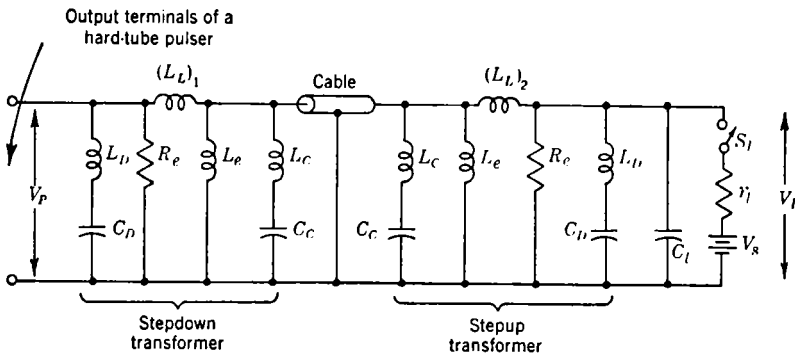 Output terminals of a
hard-tube pulser
(L_L)_1
Cable
(L_L)_2
L_D
R_e
L_e
L_C
L_C
L_e
R_e
L_D
S_l
V_P
r_l
V_l
C_D
C_C
C_C
C_D
C_l
V_S
Stepdown
transformer
Stepup
transformer